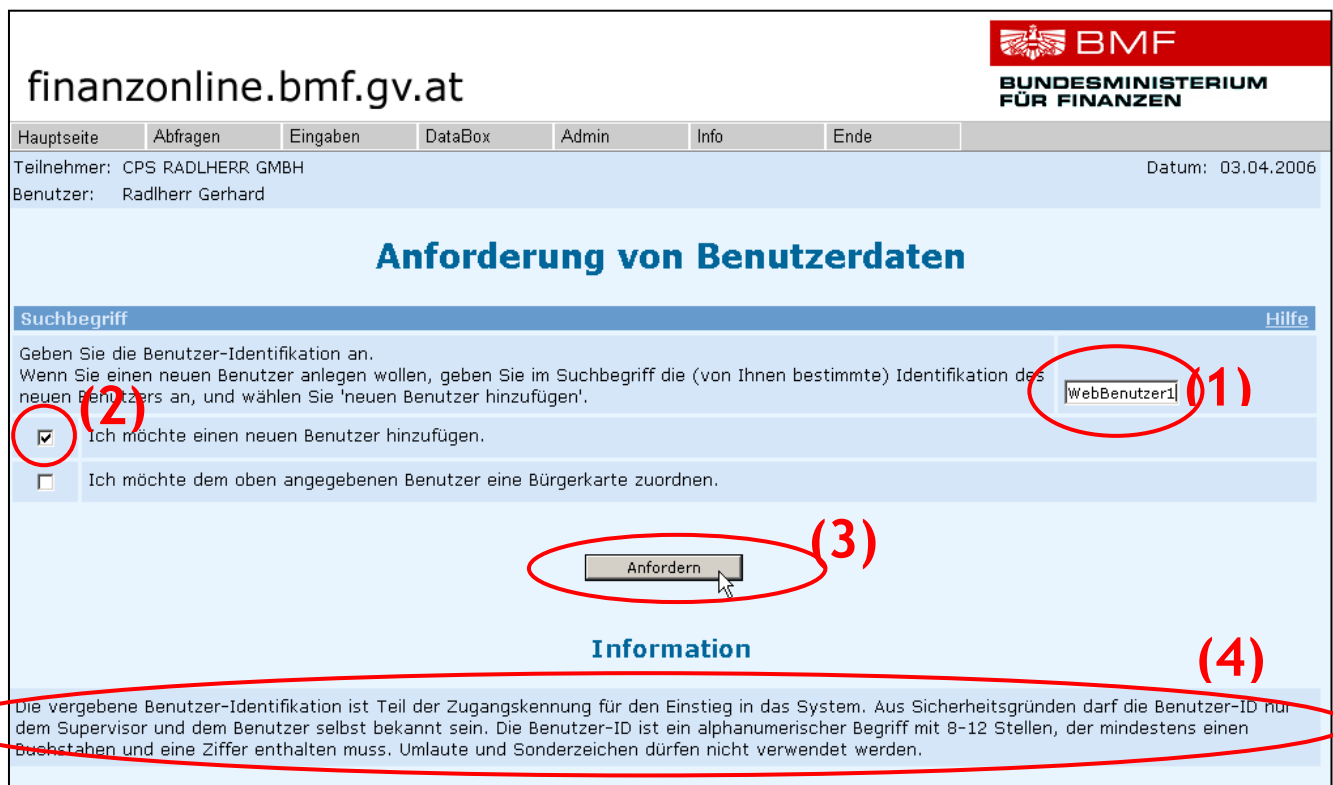 BMF
BUNDESMINISTERIUM
FÜR FINANZEN
finanzonline.bmf.gv.at
Hauptseite Abfragen Eingaben DataBox Admin Info Ende
Teilnehmer: CPS RADLHERR GMBH Datum: 03.04.2006
Benutzer: Radlherr Gerhard
Anforderung von Benutzerdaten
Suchbegriff Hilfe
Geben Sie die Benutzer-Identifikation an.
Wenn Sie einen neuen Benutzer anlegen wollen, geben Sie im Suchbegriff die (von Ihnen bestimmte) Identifikation des
neuen Benutzers an, und wählen Sie 'neuen Benutzer hinzufügen'.
WebBenutzer1 (1)
(2)
Ich möchte einen neuen Benutzer hinzufügen.
Ich möchte dem oben angegebenen Benutzer eine Bürgerkarte zuordnen.
(3)
Anfordern
Information
(4)
Die vergebene Benutzer-Identifikation ist Teil der Zugangskennung für den Einstieg in das System. Aus Sicherheitsgründen darf die Benutzer-ID nur
dem Supervisor und dem Benutzer selbst bekannt sein. Die Benutzer-ID ist ein alphanumerischer Begriff mit 8-12 Stellen, der mindestens einen
Buchstaben und eine Ziffer enthalten muss. Umlaute und Sonderzeichen dürfen nicht verwendet werden.